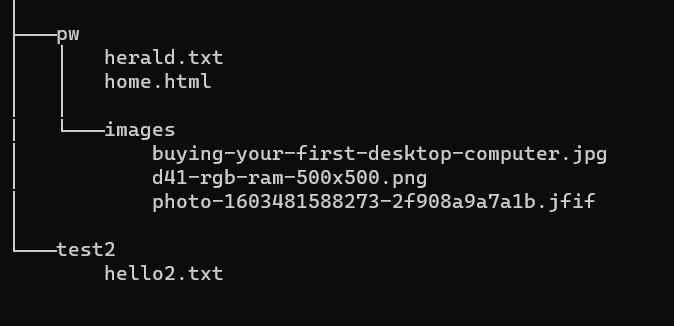 pw
herald.txt
home.html
images
buying-your-first-desktop-computer.jpg
d41-rgb-ram-500x500.png
photo-1603481588273-2f908a9a7a1b.jfif
test2
hello2.txt